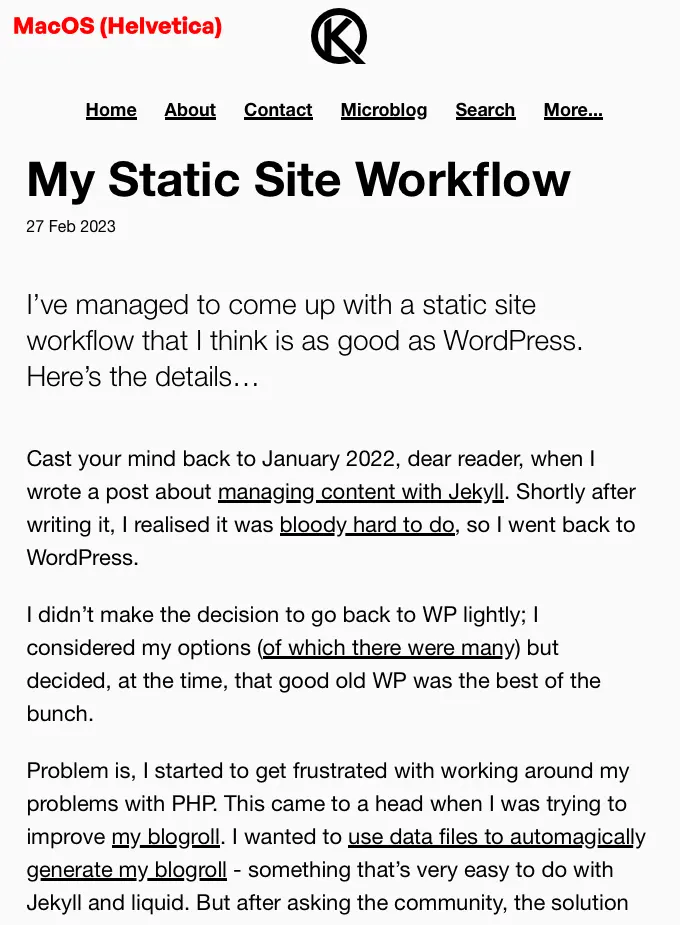 MacOS (Helvetica)
Home About Contact Microblog Search More...
My Static Site Workflow
27 Feb 2023
I’ve managed to come up with a static site
workflow that I think is as good as WordPress.
Here’s the details…
Cast your mind back to January 2022, dear reader, when I
wrote a post about managing content with Jekyll. Shortly after
writing it, I realised it was bloody hard to do, so I went back to
WordPress.
I didn’t make the decision to go back to WP lightly; I
considered my options (of which there were many) but
decided, at the time, that good old WP was the best of the
bunch.
Problem is, I started to get frustrated with working around my
problems with PHP. This came to a head when I was trying to
improve my blogroll. I wanted to use data files to automagically
generate my blogroll - something that’s very easy to do with
Jekyll and liquid. But after asking the community, the solution